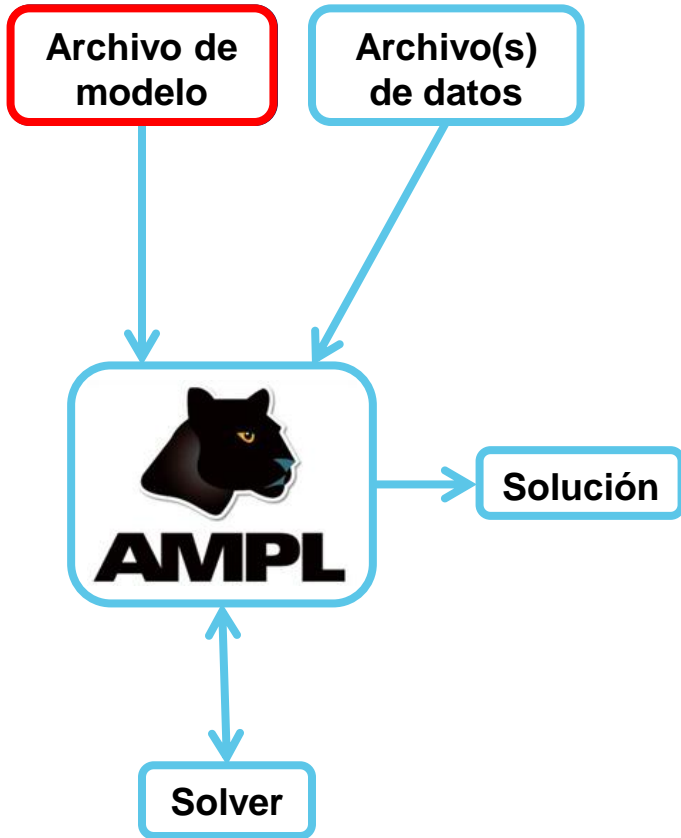 Archivo de
modelo
Archivo(s)
de datos
AMPL
Solución
Solver